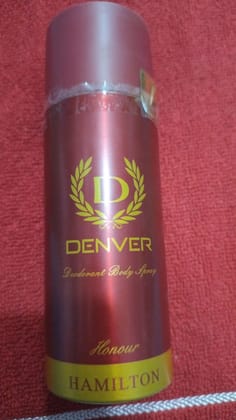 D
DENVER
Deodorant Body Spray
Honour
HAMILTON